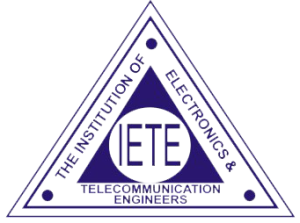 THE INSTITUTION OF
ELECTRONICS &
IETE
TELECOMMUNICATION
ENGINEERS